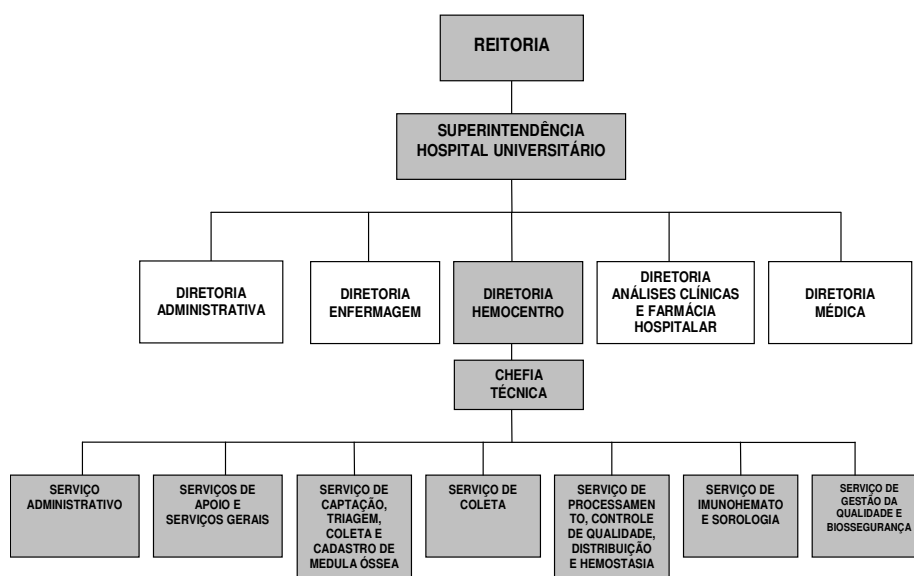 REITORIA
SUPERINTENDÊNCIA
HOSPITAL UNIVERSITÁRIO
DIRETORIA
ADMINISTRATIVA
DIRETORIA
ENFERMAGEM
DIRETORIA
HEMOCENTRO
DIRETORIA
ANÁLISES CLÍNICAS
E FARMÁCIA
HOSPITALAR
DIRETORIA
MÉDICA
CHEFIA
TÉCNICA
SERVIÇO
ADMINISTRATIVO
SERVIÇOS DE
APOIO E
SERVIÇOS GERAIS
SERVIÇO DE
CAPTAÇÃO,
TRIAGEM,
COLETA E
CADASTRO DE
MEDULA ÓSSEA
SERVIÇO DE
COLETA
SERVIÇO DE
PROCESSAMEN
TO, CONTROLE
DE QUALIDADE,
DISTRIBUIÇÃO
E HEMOSTASIA
SERVIÇO DE
IMUNOHEMATO
E SOROLOGIA
SERVIÇO DE
GESTÃO DA
QUALIDADE E
BIOSSEGURANÇA